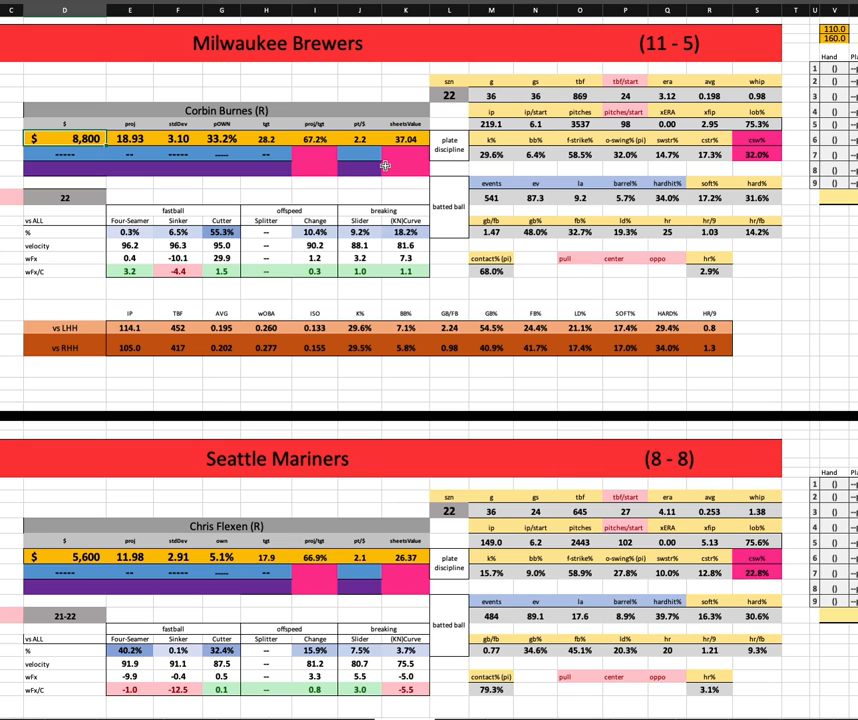 C D E F G H I J K L M N O P Q R S T U V
Milwaukee Brewers (11 - 5)
110.0
160.0
Hand
szn g gs tbf tbf/start era avg whip
22 36 36 869 24 3.12 0.198 0.98
Corbin Burnes (R)
ip ip/start pitches pitches/start xERA xfip lob%
219.1 6.1 3537 98 0.00 2.95 75.3%
$ proj stdDev pOWN tgt proj/tgt pt/$ sheetsValue
$ 8,800 18.93 3.10 33.2% 28.2 67.2% 2.2 37.04
plate discipline
k% bb% f-strike% o-swing% (pi) swstr% cstr% csw%
29.6% 6.4% 58.5% 32.0% 14.7% 17.3% 32.0%
----- -- ---- ----- -- -----
22
batted ball
events ev la barrel% hardhit% soft% hard%
541 87.3 9.2 5.7% 34.0% 17.2% 31.6%
fastball offspeed breaking
vs ALL Four-Seamer Sinker Cutter Splitter Change Slider (KN)Curve
gb/fb gb% fb% ld% hr hr/9 hr/fb
% 0.3% 6.5% 55.3% -- 10.4% 9.2% 18.2%
1.47 48.0% 32.7% 19.3% 25 1.03 14.2%
velocity 96.2 96.3 95.0 -- 90.2 88.1 81.6
wFx 0.4 -10.1 29.9 -- 1.2 3.2 7.3
contact% (pi) pull center oppo hr%
wFx/C 3.2 -4.4 1.5 -- 0.3 1.0 1.1
68.0% 2.9%
IP TBF AVG wOBA ISO K% BB% GB/FB GB% FB% LD% SOFT% HARD% HR/9
vs LHH 114.1 452 0.195 0.260 0.133 29.6% 7.1% 2.24 54.5% 24.4% 21.1% 17.4% 29.4% 0.8
vs RHH 105.0 417 0.202 0.277 0.155 29.5% 5.8% 0.98 40.9% 41.7% 17.4% 17.0% 34.0% 1.3
1 ()
2 ()
3 ()
4 ()
5 ()
6 ()
7 ()
8 ()
9 ()
Seattle Mariners (8 - 8)
Hand
szn g gs tbf tbf/start era avg whip
22 36 24 645 27 4.11 0.253 1.38
Chris Flexen (R)
ip ip/start pitches pitches/start xERA xfip lob%
149.0 6.2 2443 102 0.00 5.13 75.6%
$ proj stdDev own tgt proj/tgt pt/$ sheetsValue
$ 5,600 11.98 2.91 5.1% 17.9 66.9% 2.1 26.37
plate discipline
k% bb% f-strike% o-swing% (pi) swstr% cstr% csw%
15.7% 9.0% 58.9% 27.8% 10.0% 12.8% 22.8%
----- -- ---- ----- -- -----
21-22
batted ball
events ev la barrel% hardhit% soft% hard%
484 89.1 17.6 8.9% 39.7% 16.3% 30.6%
fastball offspeed breaking
vs ALL Four-Seamer Sinker Cutter Splitter Change Slider (KN)Curve
gb/fb gb% fb% ld% hr hr/9 hr/fb
% 40.2% 0.1% 32.4% -- 15.9% 7.5% 3.7%
0.77 34.6% 45.1% 20.3% 20 1.21 9.3%
velocity 91.9 91.1 87.5 -- 81.2 80.7 75.5
wFx -9.9 -0.4 0.5 -- 3.3 5.5 -5.0
contact% (pi) pull center oppo hr%
wFx/C -1.0 -12.5 0.1 -- 0.8 3.0 -5.5
79.3% 3.1%
1 ()
2 ()
3 ()
4 ()
5 ()
6 ()
7 ()
8 ()
9 ()